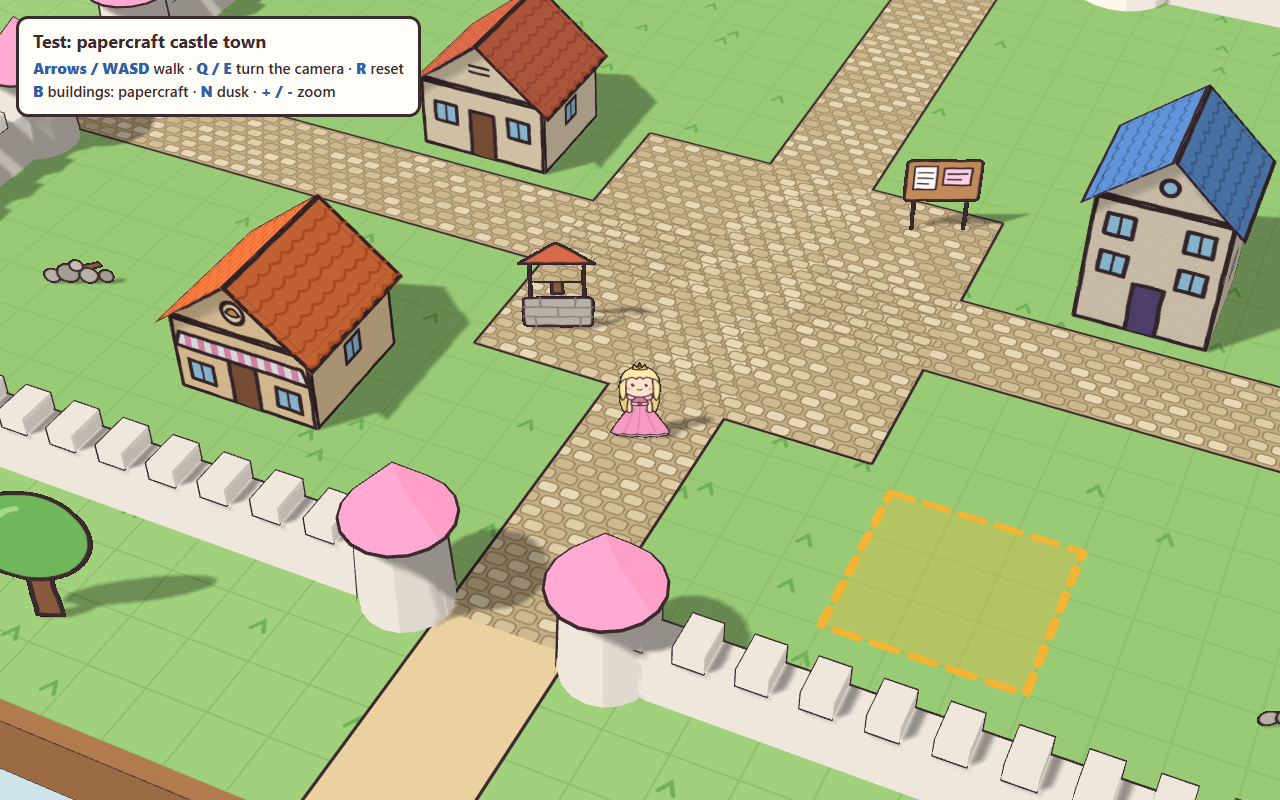 Test: papercraft castle town
Arrows / WASD walk · Q / E turn the camera · R reset
B buildings: papercraft · N dusk · + / - zoom